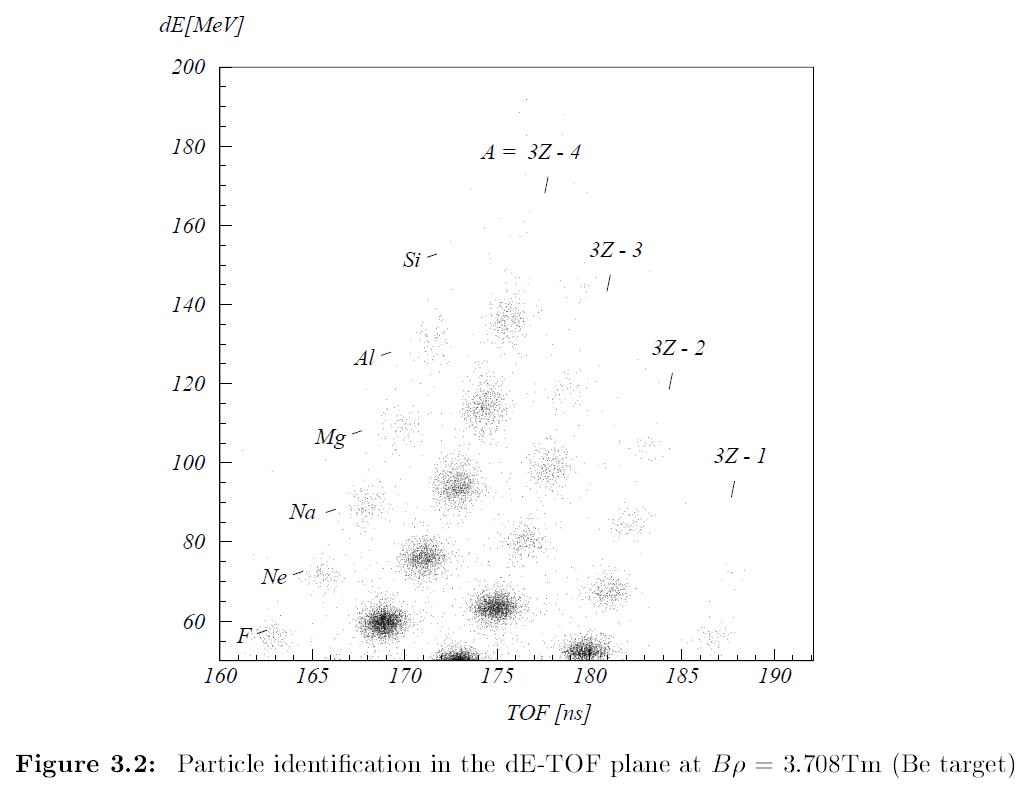 dE[MeV]
200
180
160
140
120
100
80
60
A = 3Z - 4
3Z - 3
3Z - 2
3Z - 1
Si
Al
Mg
Na
Ne
F
160 165 170 175 180 185 190
TOF [ns]
Figure 3.2: Particle identification in the dE-TOF plane at Bρ = 3.708Tm (Be target)